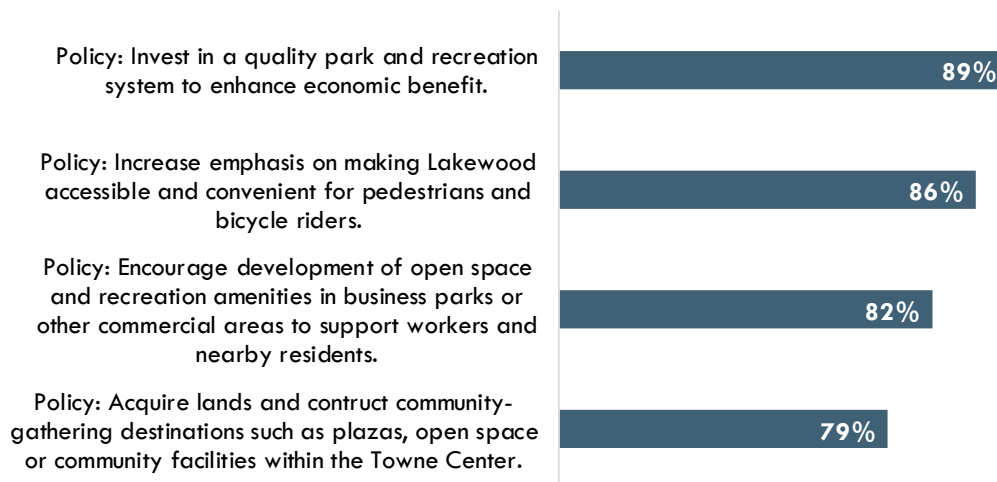 Policy: Invest in a quality park and recreation
system to enhance economic benefit.
89%
Policy: Increase emphasis on making Lakewood
accessible and convenient for pedestrians and
bicycle riders.
86%
Policy: Encourage development of open space
and recreation amenities in business parks or
other commercial areas to support workers and
nearby residents.
82%
Policy: Acquire lands and contruct community-
gathering destinations such as plazas, open space
or community facilities within the Towne Center.
79%